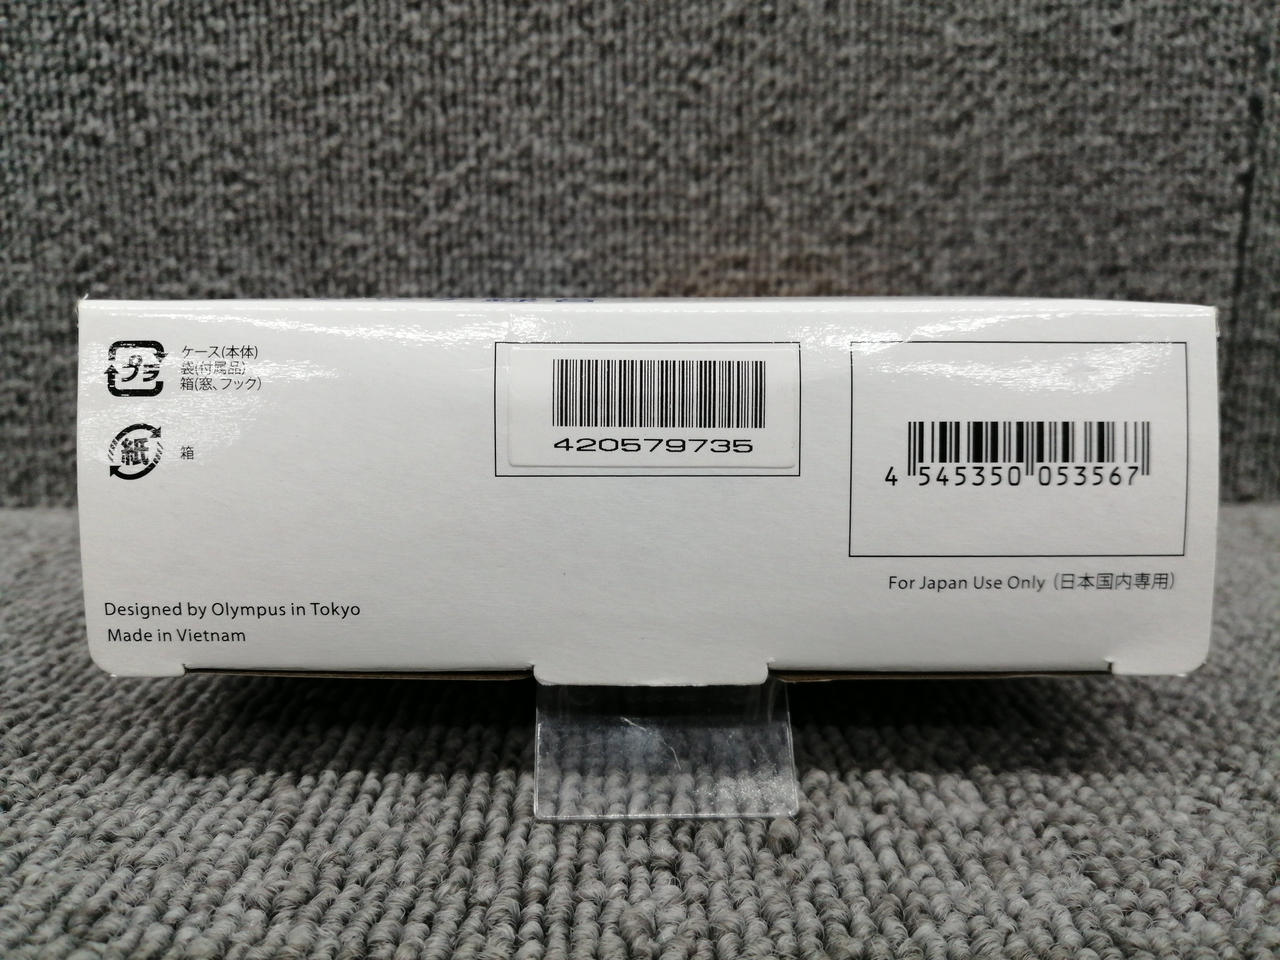 プラ
ケース(本体)
袋(付属品)
箱(窓、フック)
紙
箱
420579735
4 545350 053567
For Japan Use Only（日本国内専用）
Designed by Olympus in Tokyo
Made in Vietnam